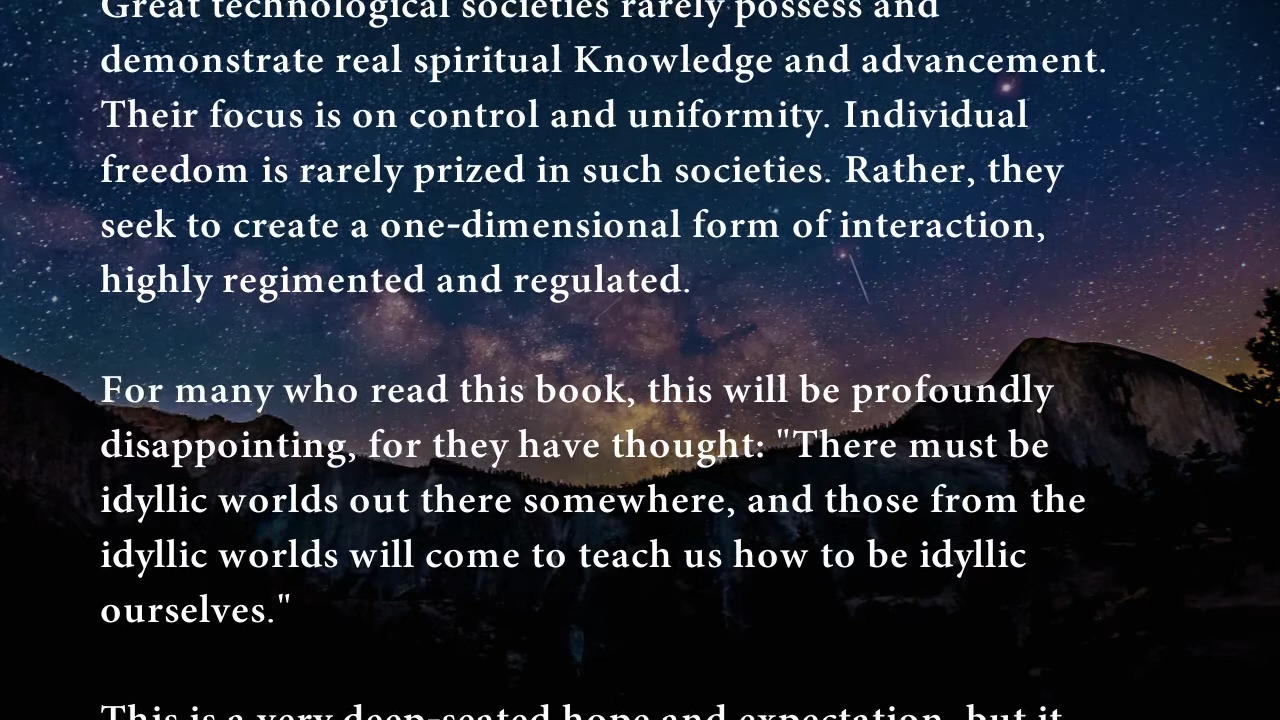 Great technological societies rarely possess and
demonstrate real spiritual Knowledge and advancement.
Their focus is on control and uniformity. Individual
freedom is rarely prized in such societies. Rather, they
seek to create a one-dimensional form of interaction,
highly regimented and regulated.
For many who read this book, this will be profoundly
disappointing, for they have thought: "There must be
idyllic worlds out there somewhere, and those from the
idyllic worlds will come to teach us how to be idyllic
ourselves."
This is a very deep-seated hope and expectation, but it